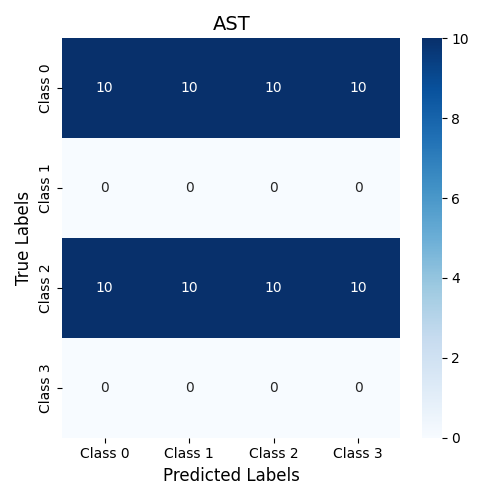 AST
Class 0
10 10 10 10
Class 1
0 0 0 0
Class 2
10 10 10 10
Class 3
0 0 0 0
True Labels
Class 0 Class 1 Class 2 Class 3
Predicted Labels
10
8
6
4
2
0